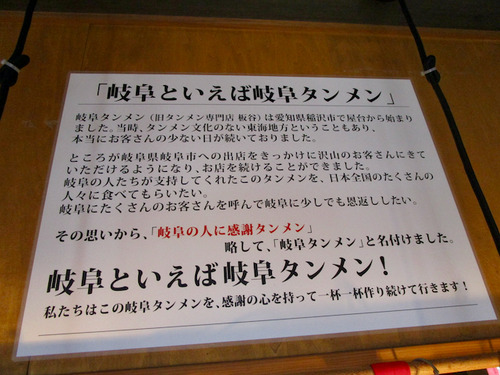 「岐阜といえば岐阜タンメン」
岐阜タンメン（旧タンメン専門店 板谷）は愛知県稲沢市で屋台から始まり
ました。当時、タンメン文化のない東海地方ということもあり、
本当にお客さんの少ない日が続いておりました。
ところが岐阜県岐阜市への出店をきっかけに沢山のお客さんにきて
いただけるようになり、お店を続けることができました。
岐阜の人たちが支持してくれたこのタンメンを、日本全国のたくさんの
人々に食べてもらいたい。
岐阜にたくさんのお客さんを呼んで岐阜に少しでも恩返ししたい。
その思いから、「岐阜の人に感謝タンメン」
略して、「岐阜タンメン」と名付けました。
岐阜といえば岐阜タンメン！
私たちはこの岐阜タンメンを、感謝の心を持って一杯一杯作り続けて行きます！